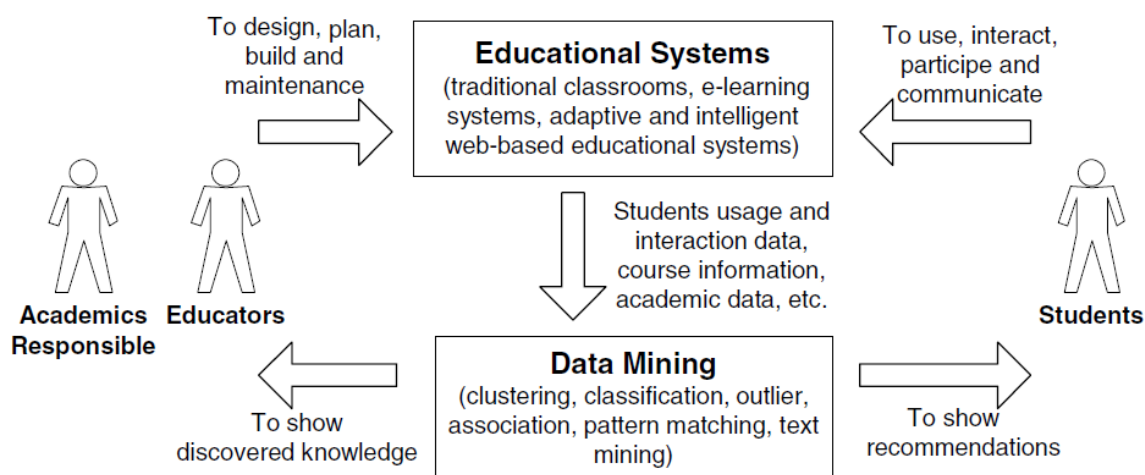 To design, plan,
build and
maintenance
Educational Systems
(traditional classrooms, e-learning
systems, adaptive and intelligent
web-based educational systems)
To use, interact,
participe and
communicate
Students usage and
interaction data,
course information,
academic data, etc.
Academics
Responsible
Educators
Students
Data Mining
(clustering, classification, outlier,
association, pattern matching, text
mining)
To show
discovered knowledge
To show
recommendations